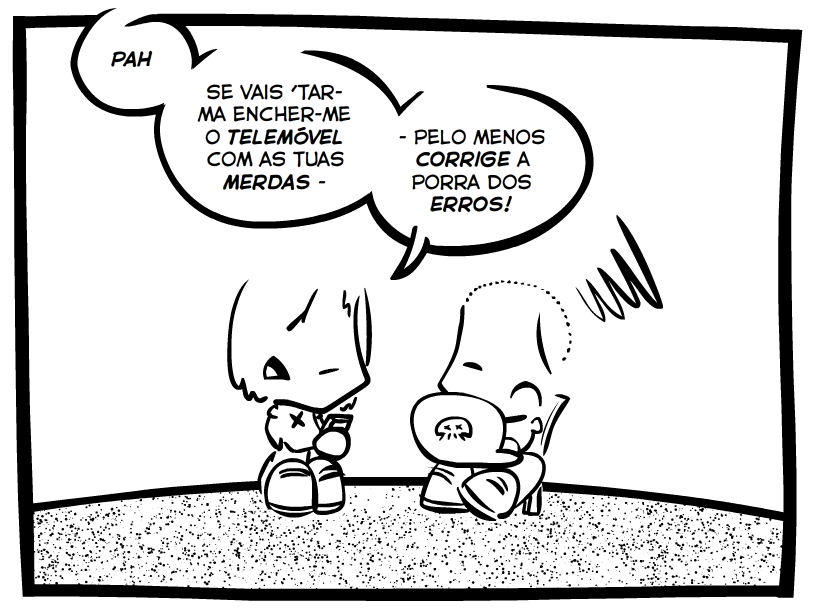 PAH
SE VAIS 'TAR-
MA ENCHER-ME
O TELEMÓVEL
COM AS TUAS
MERDAS -
- PELO MENOS
CORRIGE A
PORRA DOS
ERROS!